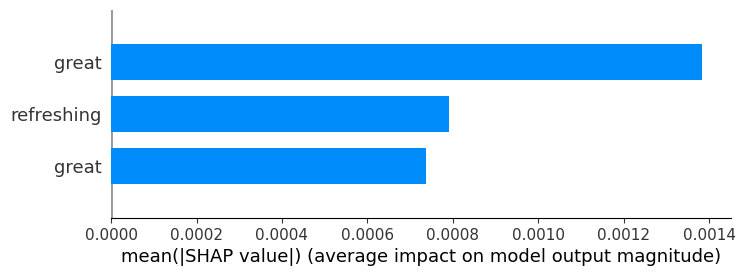 great
refreshing
great
0.0000 0.0002 0.0004 0.0006 0.0008 0.0010 0.0012 0.0014
mean(|SHAP value|) (average impact on model output magnitude)